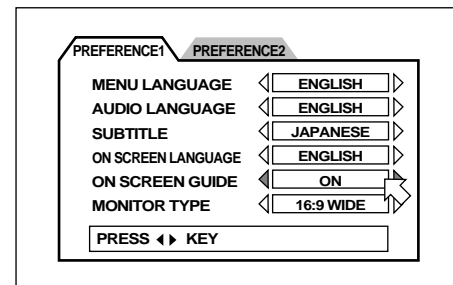 PREFERENCE1 PREFERENCE2
MENU LANGUAGE ENGLISH
AUDIO LANGUAGE ENGLISH
SUBTITLE JAPANESE
ON SCREEN LANGUAGE ENGLISH
ON SCREEN GUIDE ON
MONITOR TYPE 16:9 WIDE
PRESS ◀ ▶ KEY